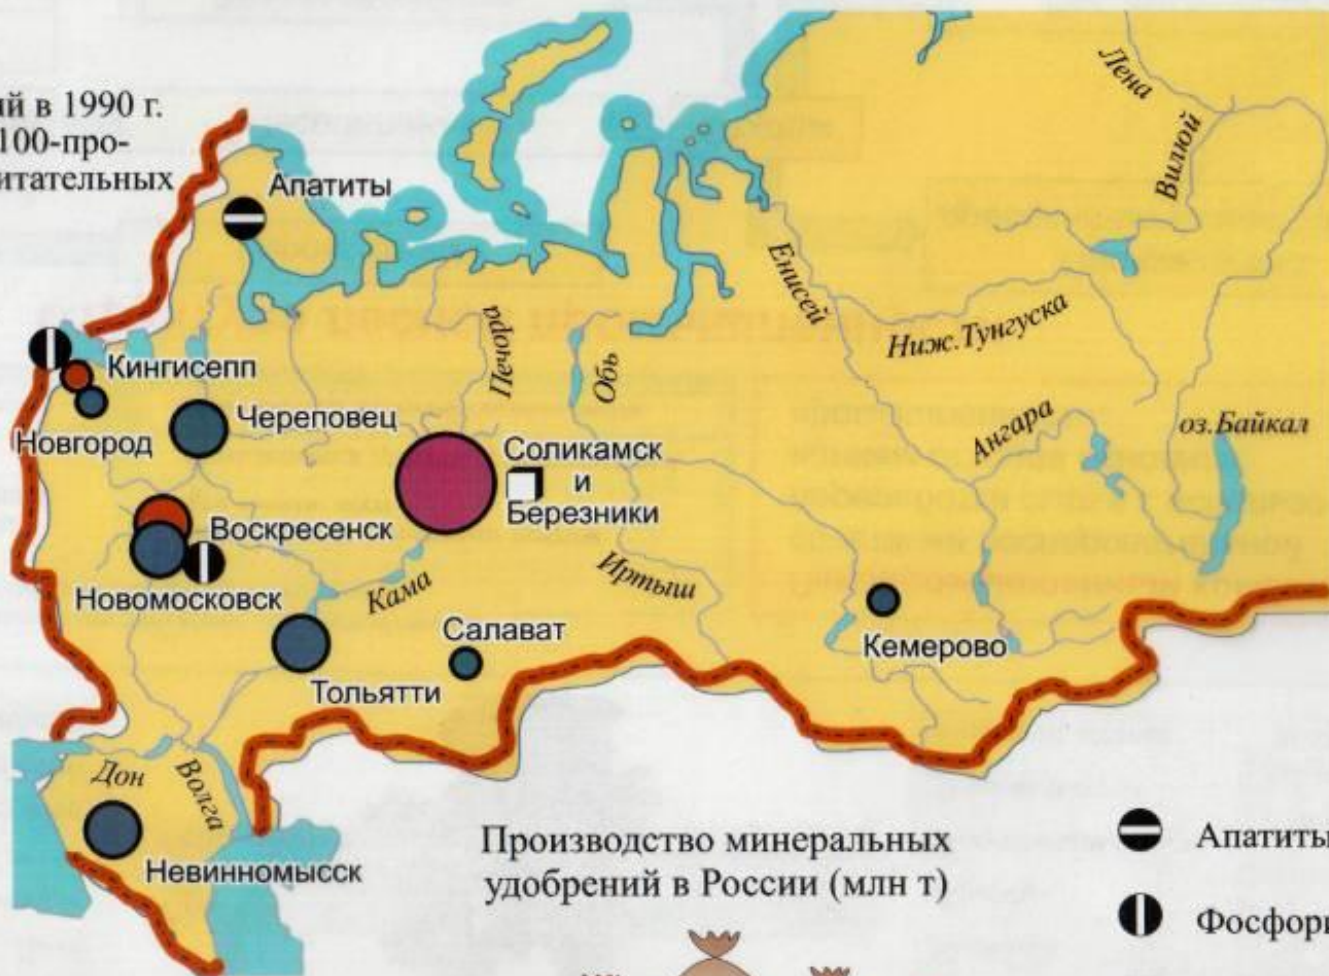 й в 1990 г.
100-про-
итательных
Апатиты
Лена
Вилюй
Енисей
Ниж.Тунгуска
Печора
Обь
Кингисепп
Новгород
Череповец
Ангара
оз.Байкал
Соликамск
и
Березники
Воскресенск
Новомосковск
Кама
Иртыш
Салават
Кемерово
Тольятти
Дон
Волга
Невинномысск
Производство минеральных
удобрений в России (млн т)
Апатиты
Фосфори